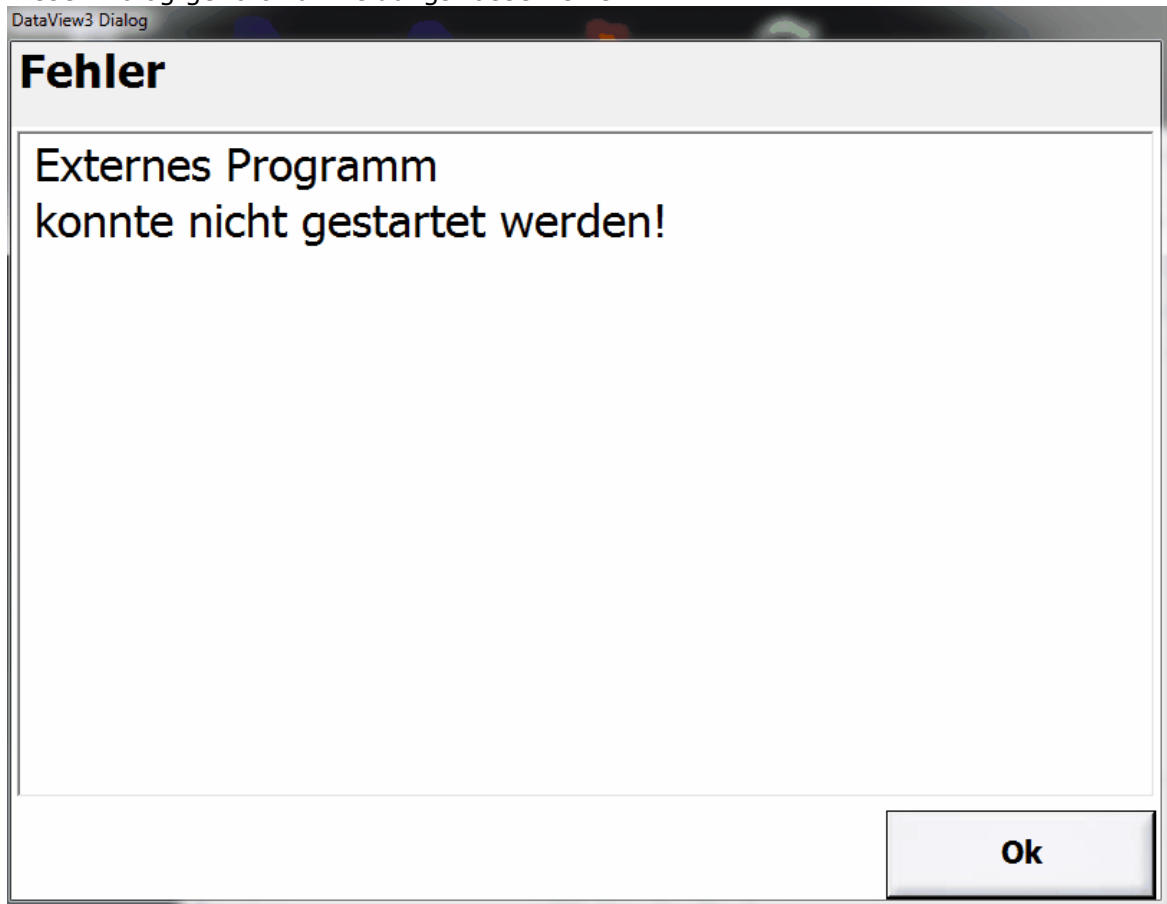 DataView3 Dialog
Fehler
Externes Programm
konnte nicht gestartet werden!
Ok